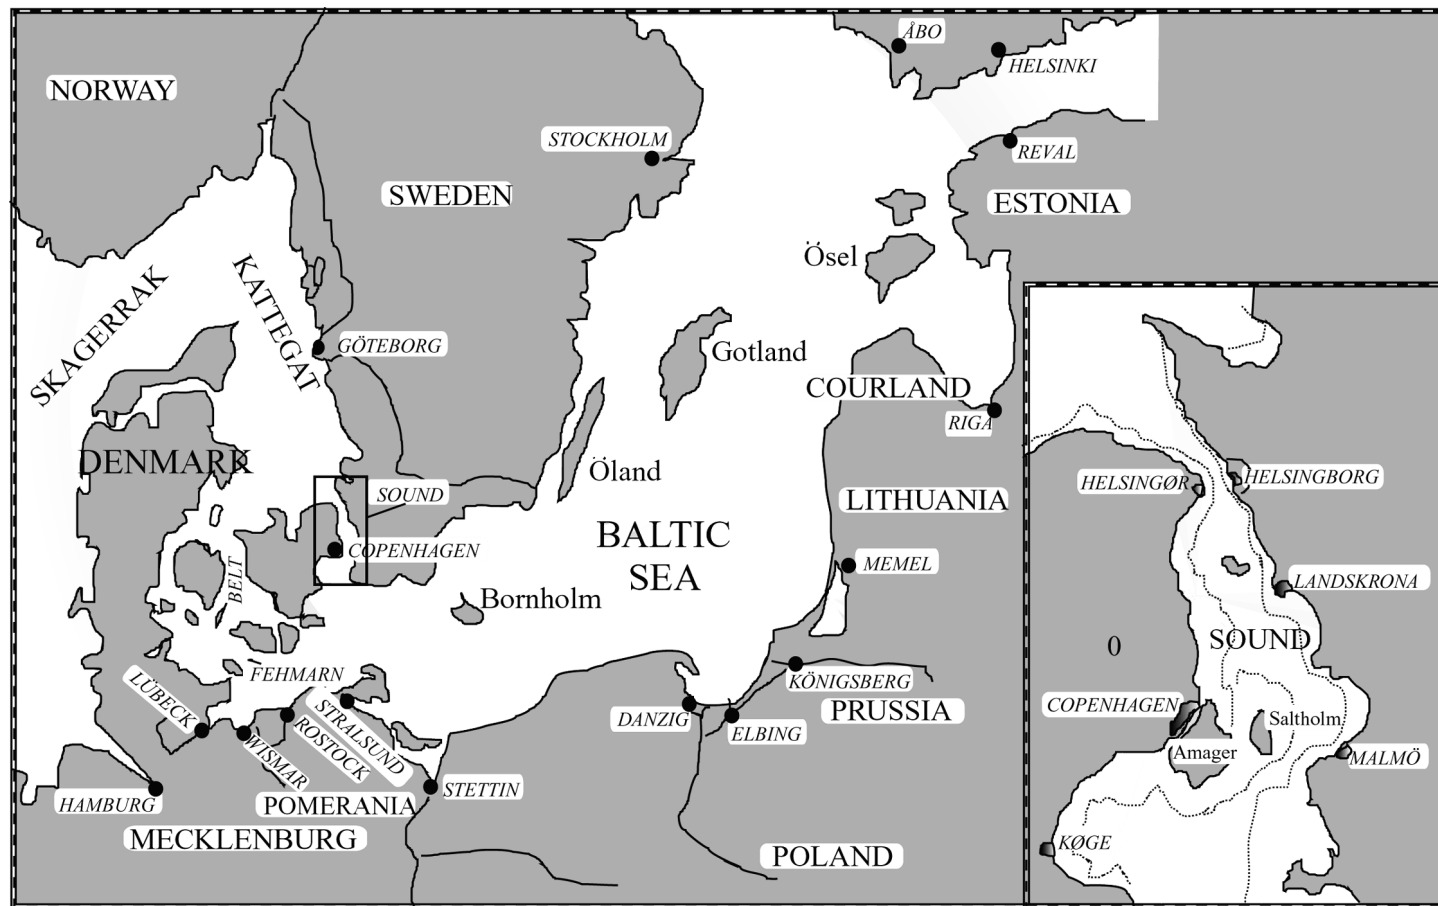 ÅBO
HELSINKI
NORWAY
STOCKHOLM
REVAL
SWEDEN
ESTONIA
Ösel
SKAGERRAK
KATTEGAT
GÖTEBORG
Gotland
COURLAND
RIGA
DENMARK
Öland
SOUND
LITHUANIA
BALTIC
SEA
COPENHAGEN
MEMEL
BELT
Bornholm
FEHMARN
LÜBECK
WISMAR
ROSTOCK
STRALSUND
KÖNIGSBERG
DANZIG
ELBING
PRUSSIA
HAMBURG
POMERANIA
STETTIN
MECKLENBURG
POLAND
HELSINGØR
HELSINGBORG
LANDSKRONA
0
SOUND
COPENHAGEN
Saltholm
Amager
MALMÖ
KØGE